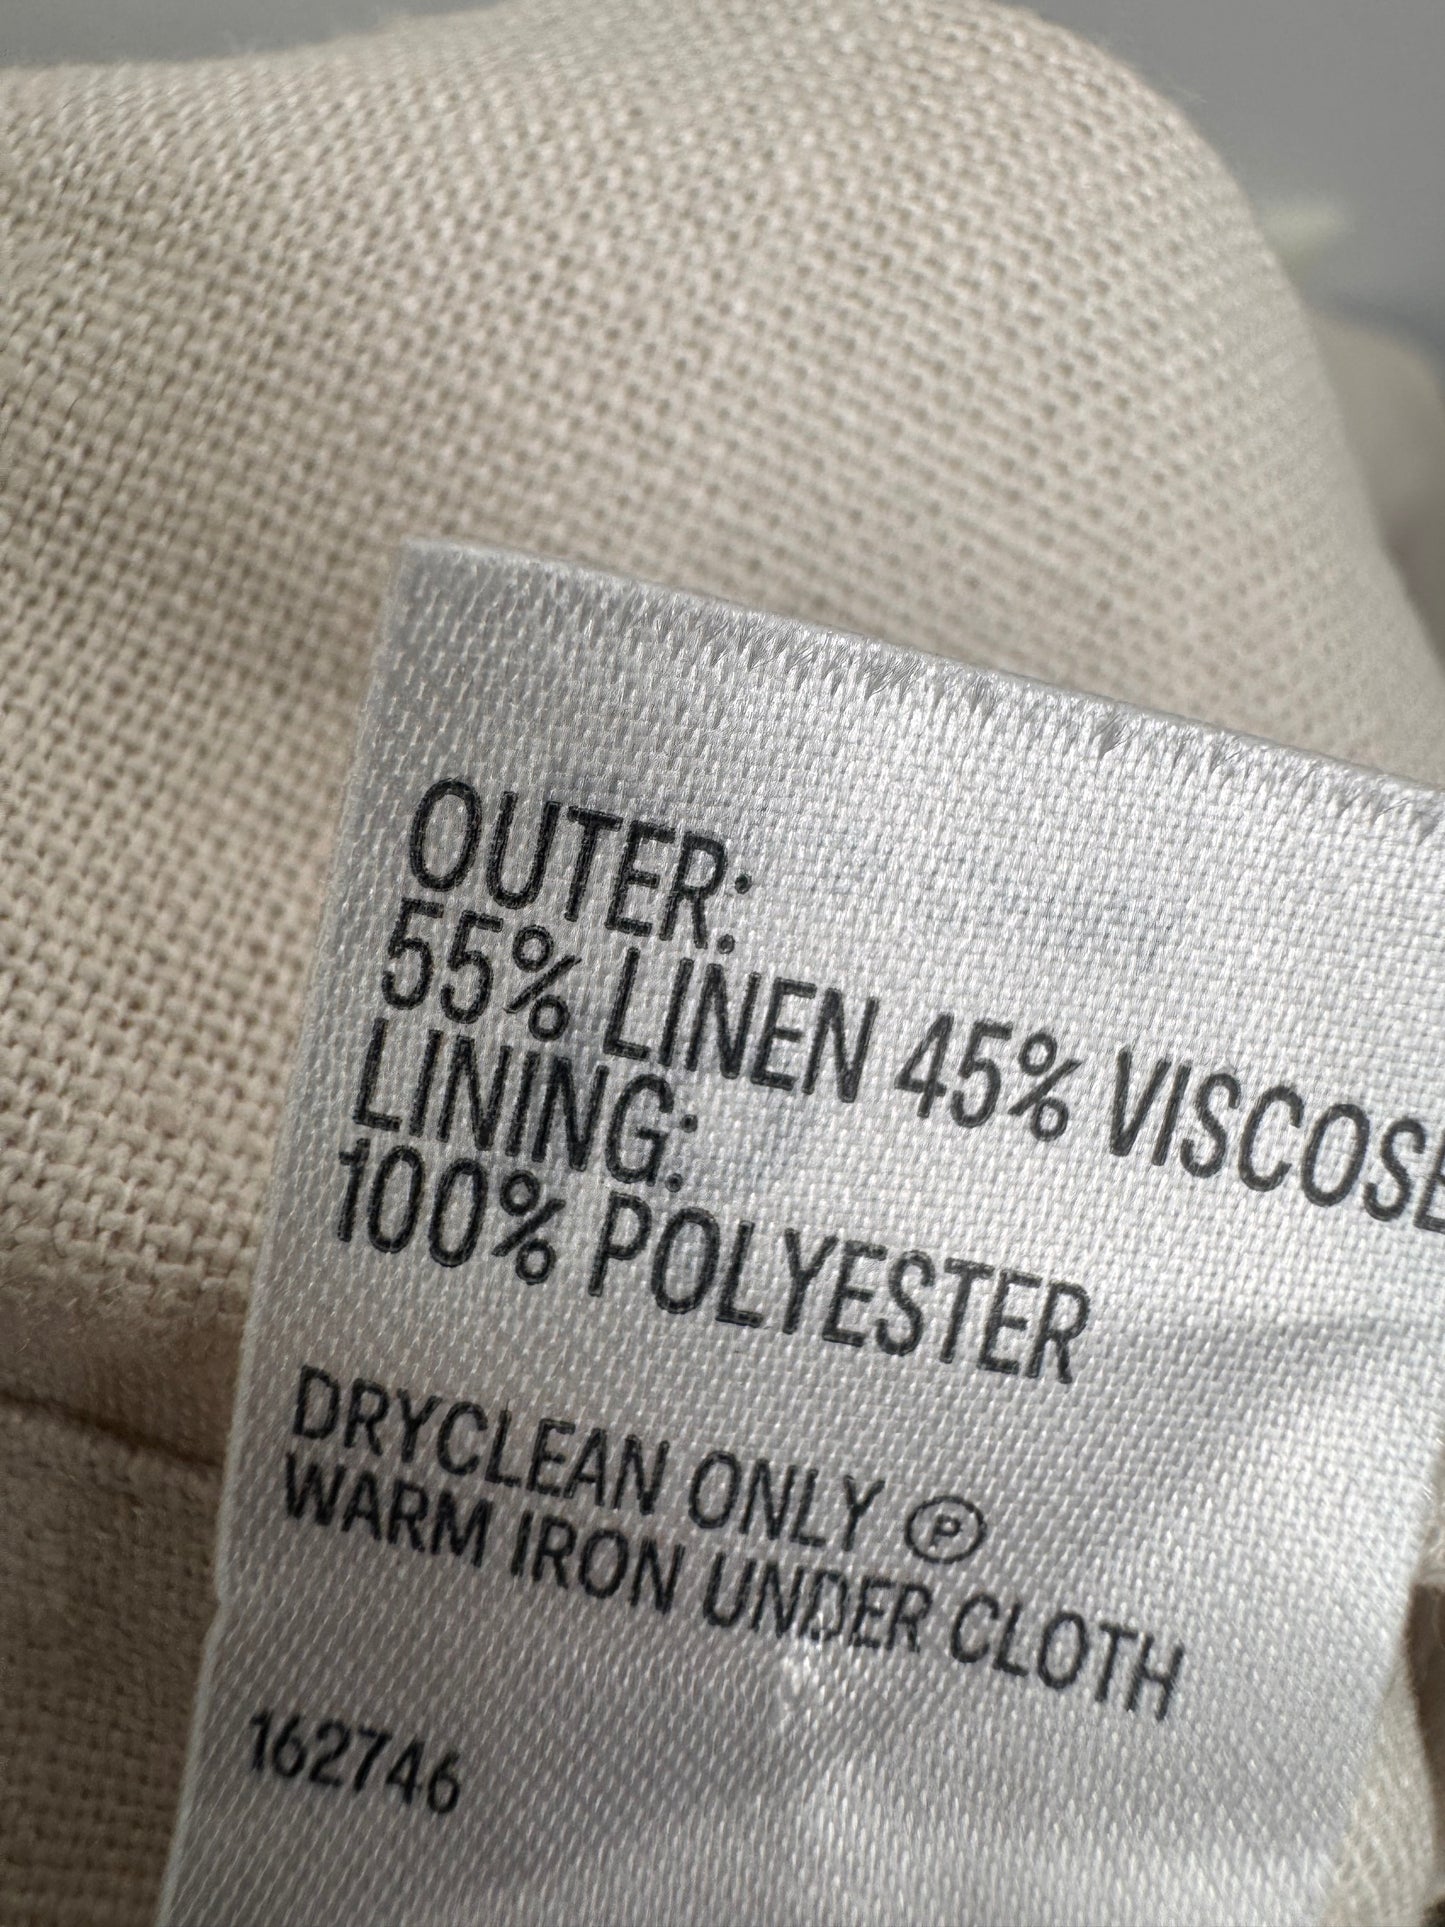 OUTER:
55% LINEN 45% VISCOSE
LINING:
100% POLYESTER
DRYCLEAN ONLY Ⓟ
WARM IRON UNDER CLOTH
162746